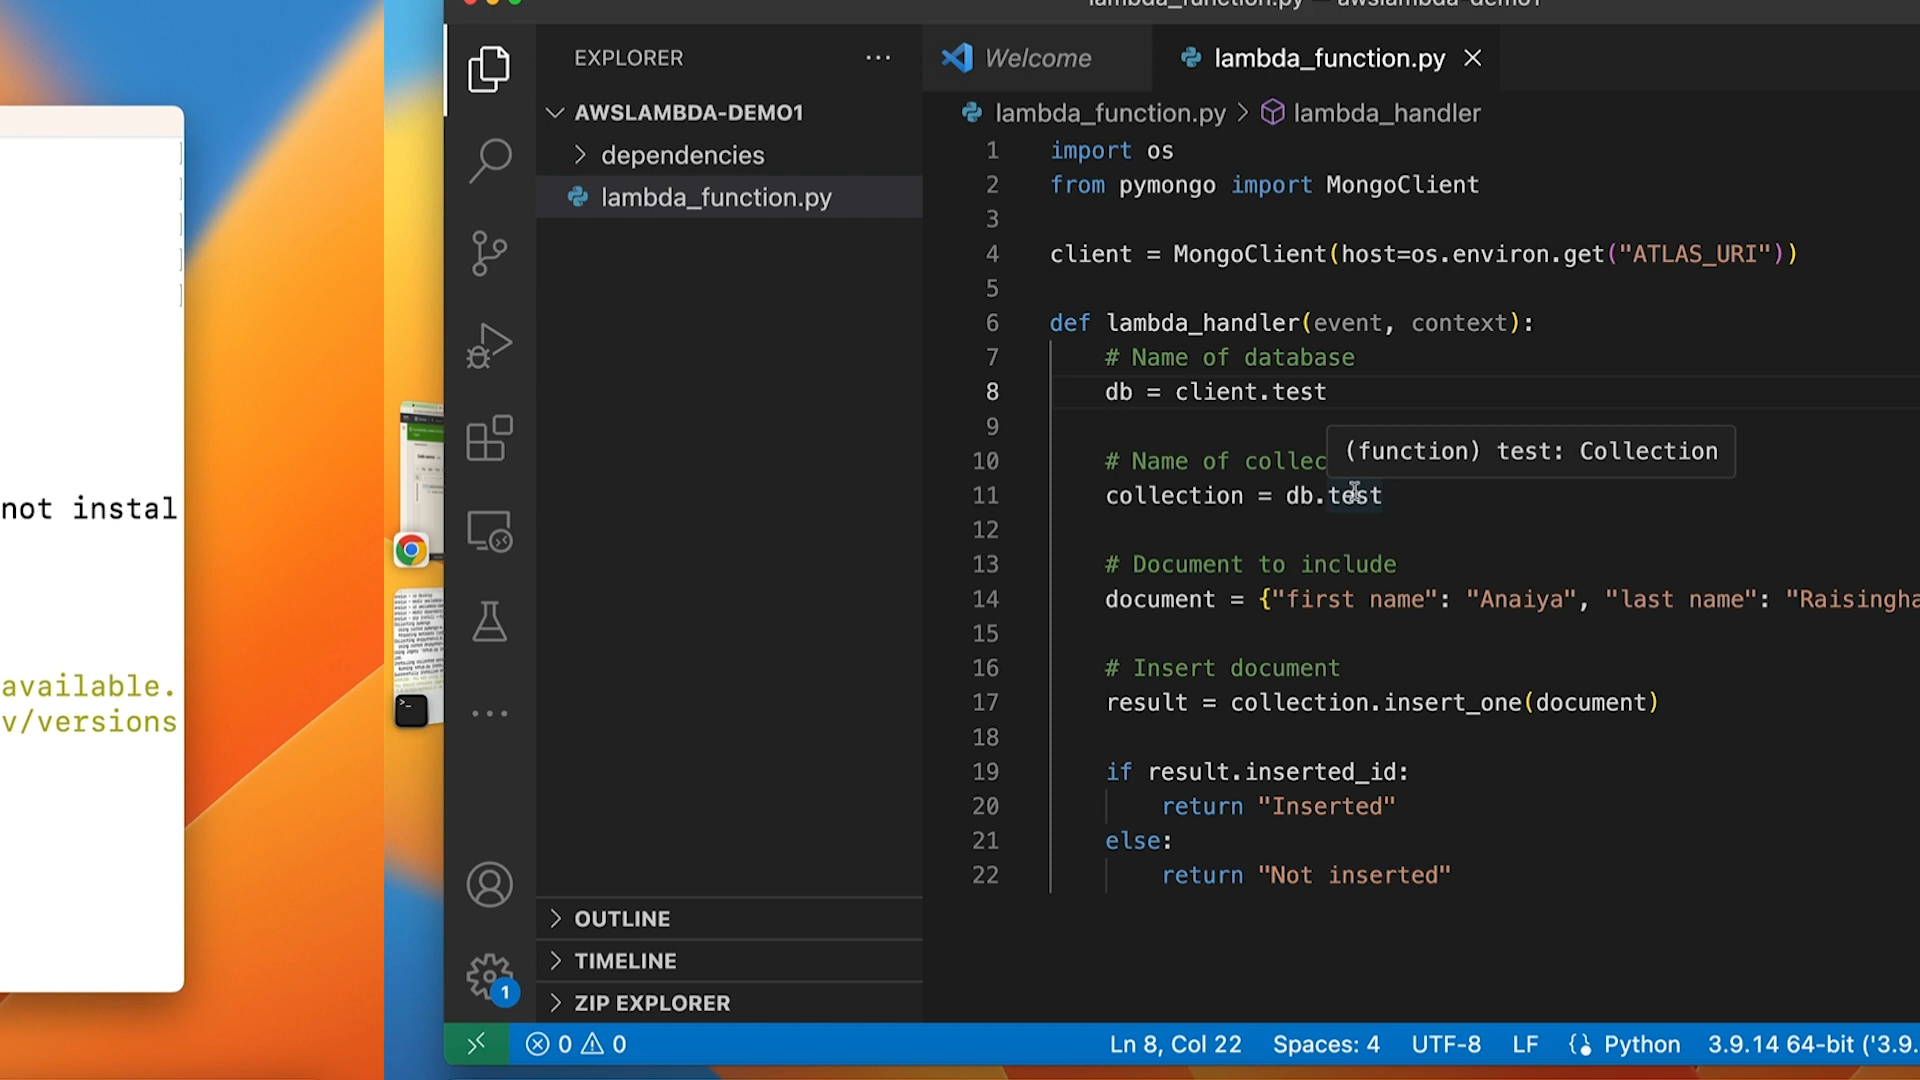 not instal
available.
v/versions
lambda_function.py — awslambda-demo1
EXPLORER
AWSLAMBDA-DEMO1
dependencies
lambda_function.py
OUTLINE
TIMELINE
ZIP EXPLORER
Welcome
lambda_function.py
lambda_function.py > lambda_handler
1 import os
2 from pymongo import MongoClient
3
4 client = MongoClient(host=os.environ.get("ATLAS_URI"))
5
6 def lambda_handler(event, context):
7 # Name of database
8 db = client.test
9
(function) test: Collection
10 # Name of collec
11 collection = db.test
12
13 # Document to include
14 document = {"first name": "Anaiya", "last name": "Raisingha
15
16 # Insert document
17 result = collection.insert_one(document)
18
19 if result.inserted_id:
20 return "Inserted"
21 else:
22 return "Not inserted"
1
0 0
Ln 8, Col 22 Spaces: 4 UTF-8 LF Python 3.9.14 64-bit ('3.9.